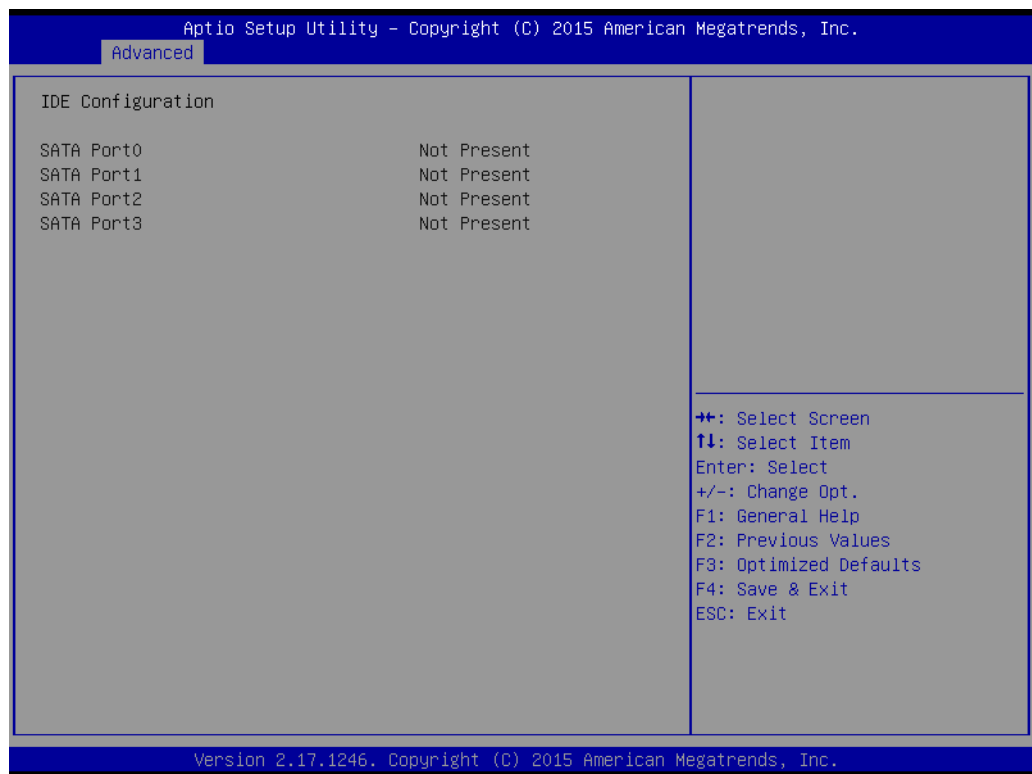 Aptio Setup Utility – Copyright (C) 2015 American Megatrends, Inc.
Advanced
IDE Configuration
SATA Port0 Not Present
SATA Port1 Not Present
SATA Port2 Not Present
SATA Port3 Not Present
→←: Select Screen
↑↓: Select Item
Enter: Select
+/-: Change Opt.
F1: General Help
F2: Previous Values
F3: Optimized Defaults
F4: Save & Exit
ESC: Exit
Version 2.17.1246. Copyright (C) 2015 American Megatrends, Inc.